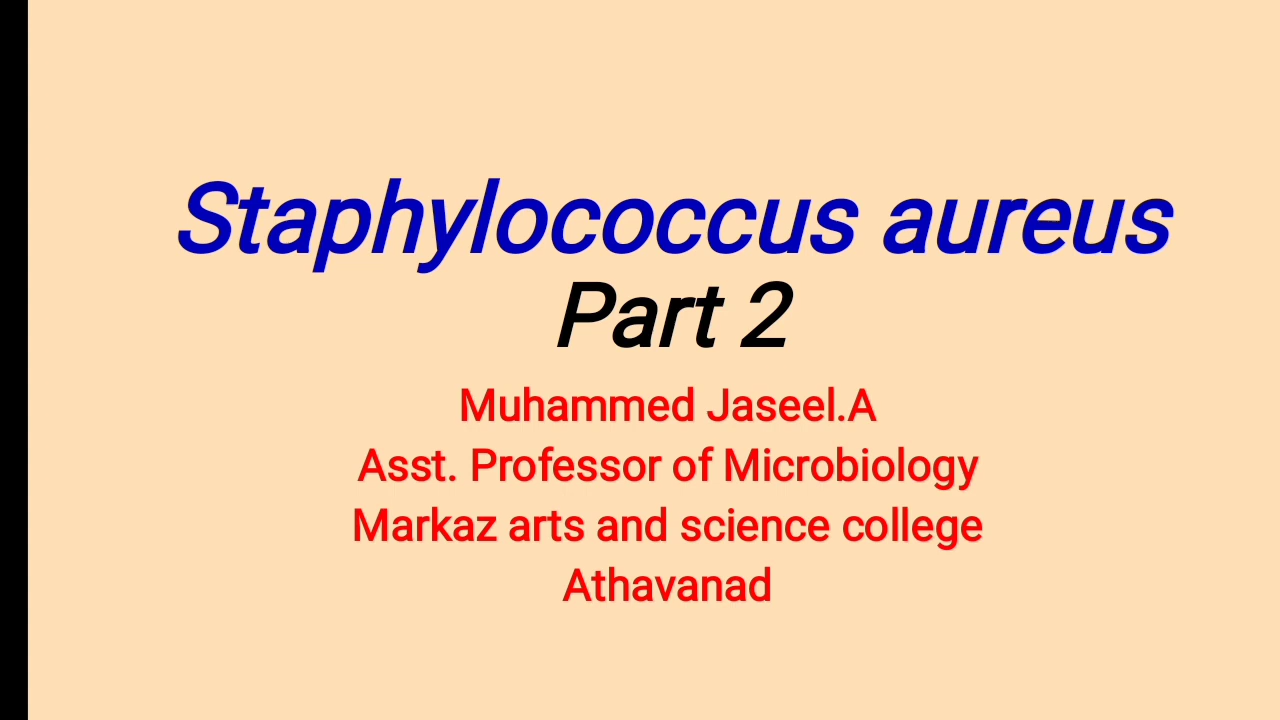 Staphylococcus aureus
Part 2
Muhammed Jaseel.A
Asst. Professor of Microbiology
Markaz arts and science college
Athavanad